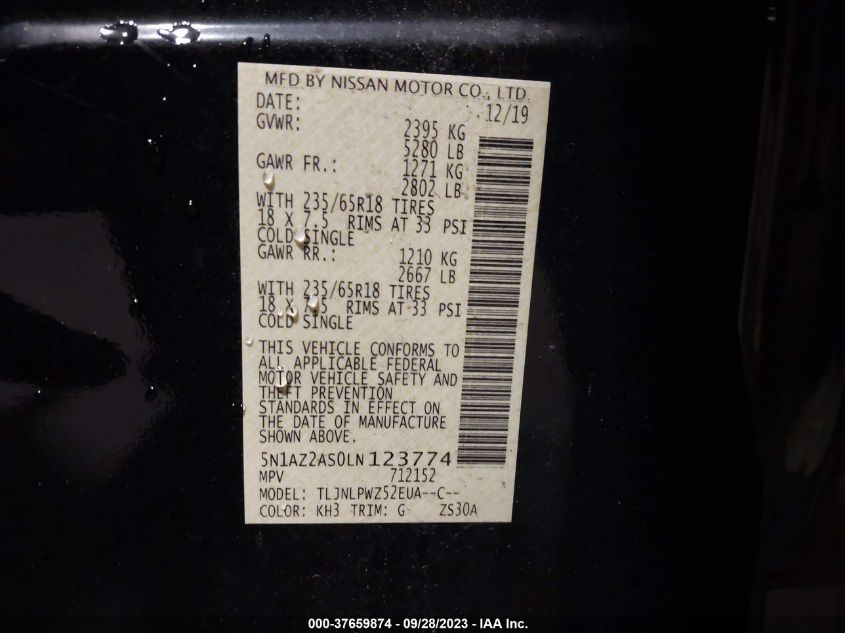 MFD BY NISSAN MOTOR CO., LTD.
DATE: 12/19
GVWR: 2395 KG
5280 LB
GAWR FR.: 1271 KG
2802 LB
WITH 235/65R18 TIRES
18 X 7.5 RIMS AT 33 PSI
COLD SINGLE
GAWR RR.: 1210 KG
2667 LB
WITH 235/65R18 TIRES
18 X 7.5 RIMS AT 33 PSI
COLD SINGLE
THIS VEHICLE CONFORMS TO
ALL APPLICABLE FEDERAL
MOTOR VEHICLE SAFETY AND
THEFT PREVENTION
STANDARDS IN EFFECT ON
THE DATE OF MANUFACTURE
SHOWN ABOVE.
5N1AZ2AS0LN123774
MPV 712152
MODEL: TLJNLPWZ52EUA--C--
COLOR: KH3 TRIM: G ZS30A
000-37659874 / 09/28/2023 - IAA Inc.